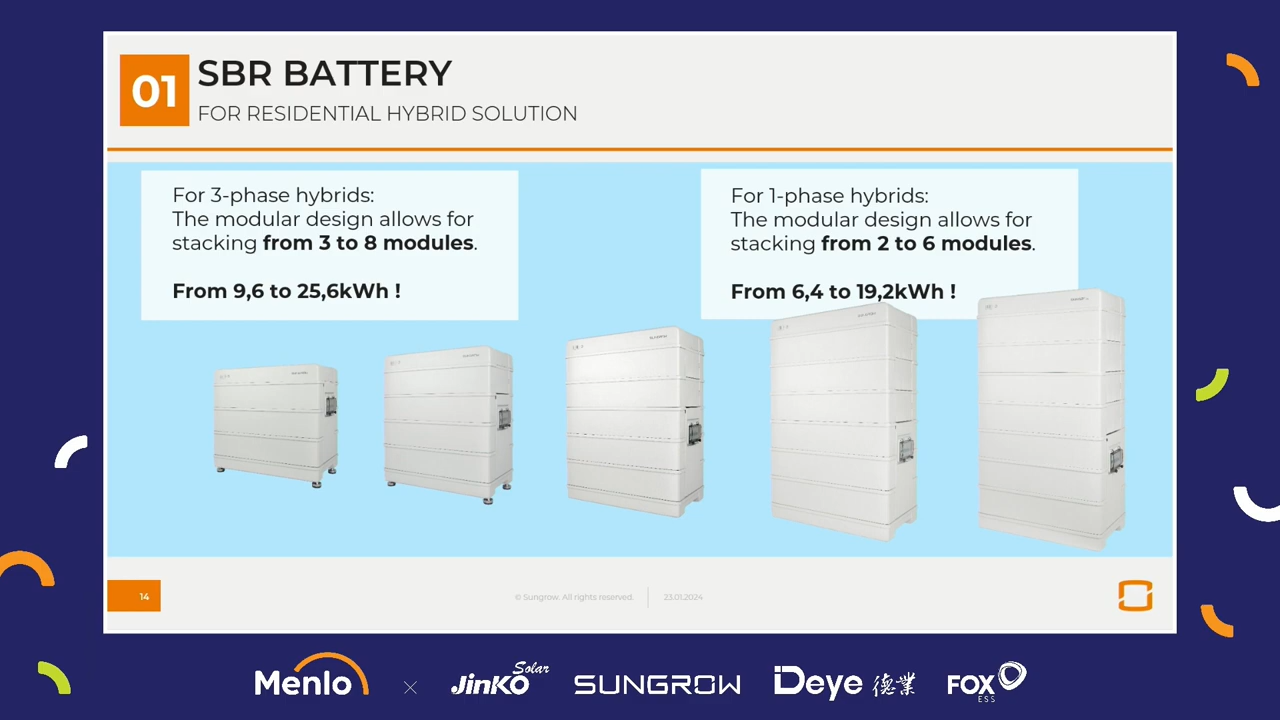 01
SBR BATTERY
FOR RESIDENTIAL HYBRID SOLUTION
For 3-phase hybrids:
The modular design allows for
stacking from 3 to 8 modules.
From 9,6 to 25,6kWh !
For 1-phase hybrids:
The modular design allows for
stacking from 2 to 6 modules.
From 6,4 to 19,2kWh !
14
© Sungrow. All rights reserved.
23.01.2024
Menlo × JinKO Solar SUNGROW Deye 德業 FOX ESS